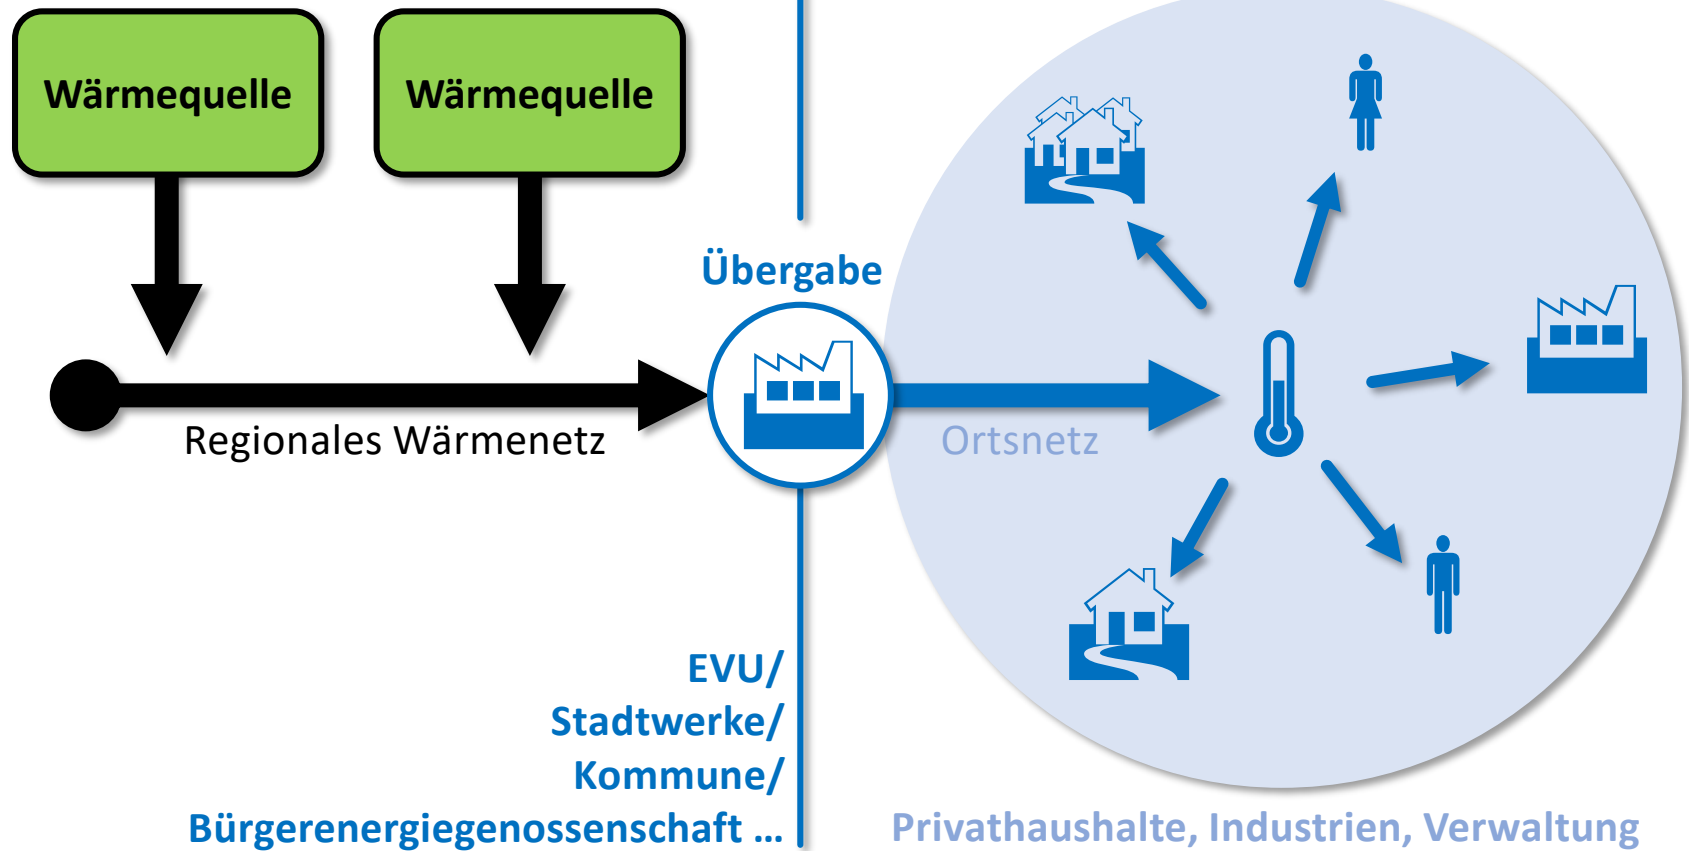 Wärmequelle
Wärmequelle
Übergabe
Regionales Wärmenetz
Ortsnetz
EVU/
Stadtwerke/
Kommune/
Bürgerenergiegenossenschaft ...
Privathaushalte, Industrien, Verwaltung